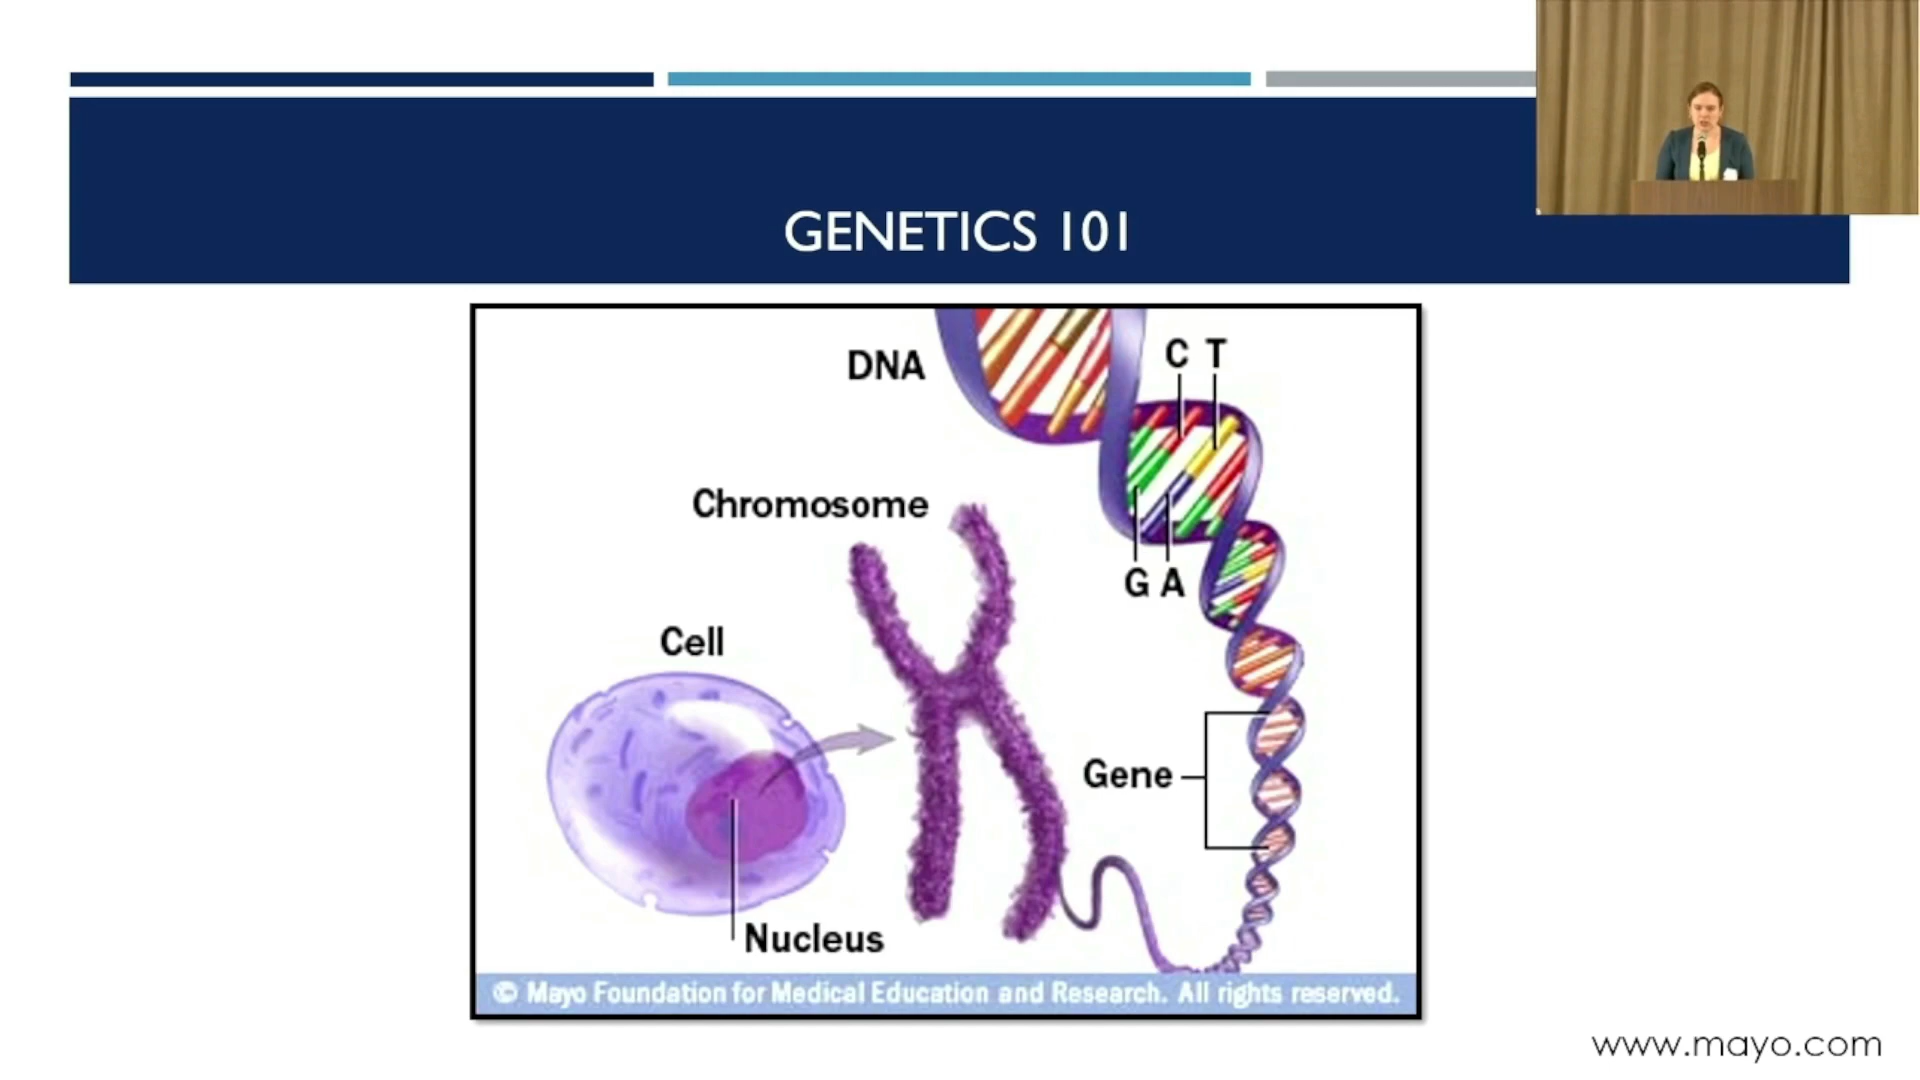 GENETICS 101
DNA
C T
Chromosome
G A
Cell
Gene
Nucleus
© Mayo Foundation for Medical Education and Research. All rights reserved.
www.mayo.com